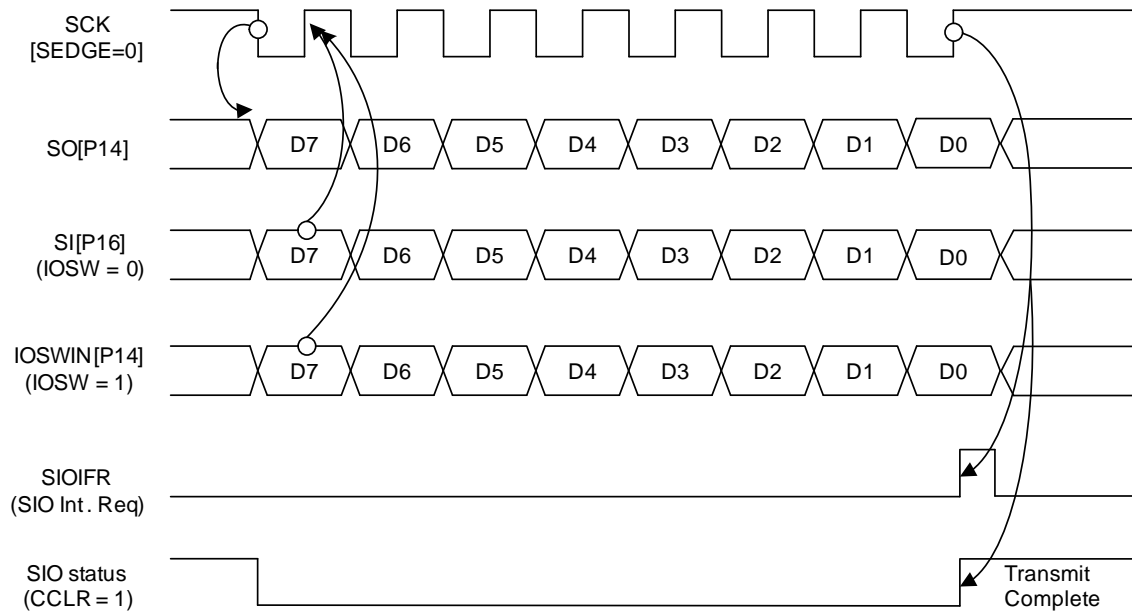 SCK
[SEDGE=0]
SO[P14]
D7 D6 D5 D4 D3 D2 D1 D0
SI[P16]
(IOSW = 0)
D7 D6 D5 D4 D3 D2 D1 D0
IOSWIN[P14]
(IOSW = 1)
D7 D6 D5 D4 D3 D2 D1 D0
SIOIFR
(SIO Int. Req)
SIO status
(CCLR = 1)
Transmit
Complete